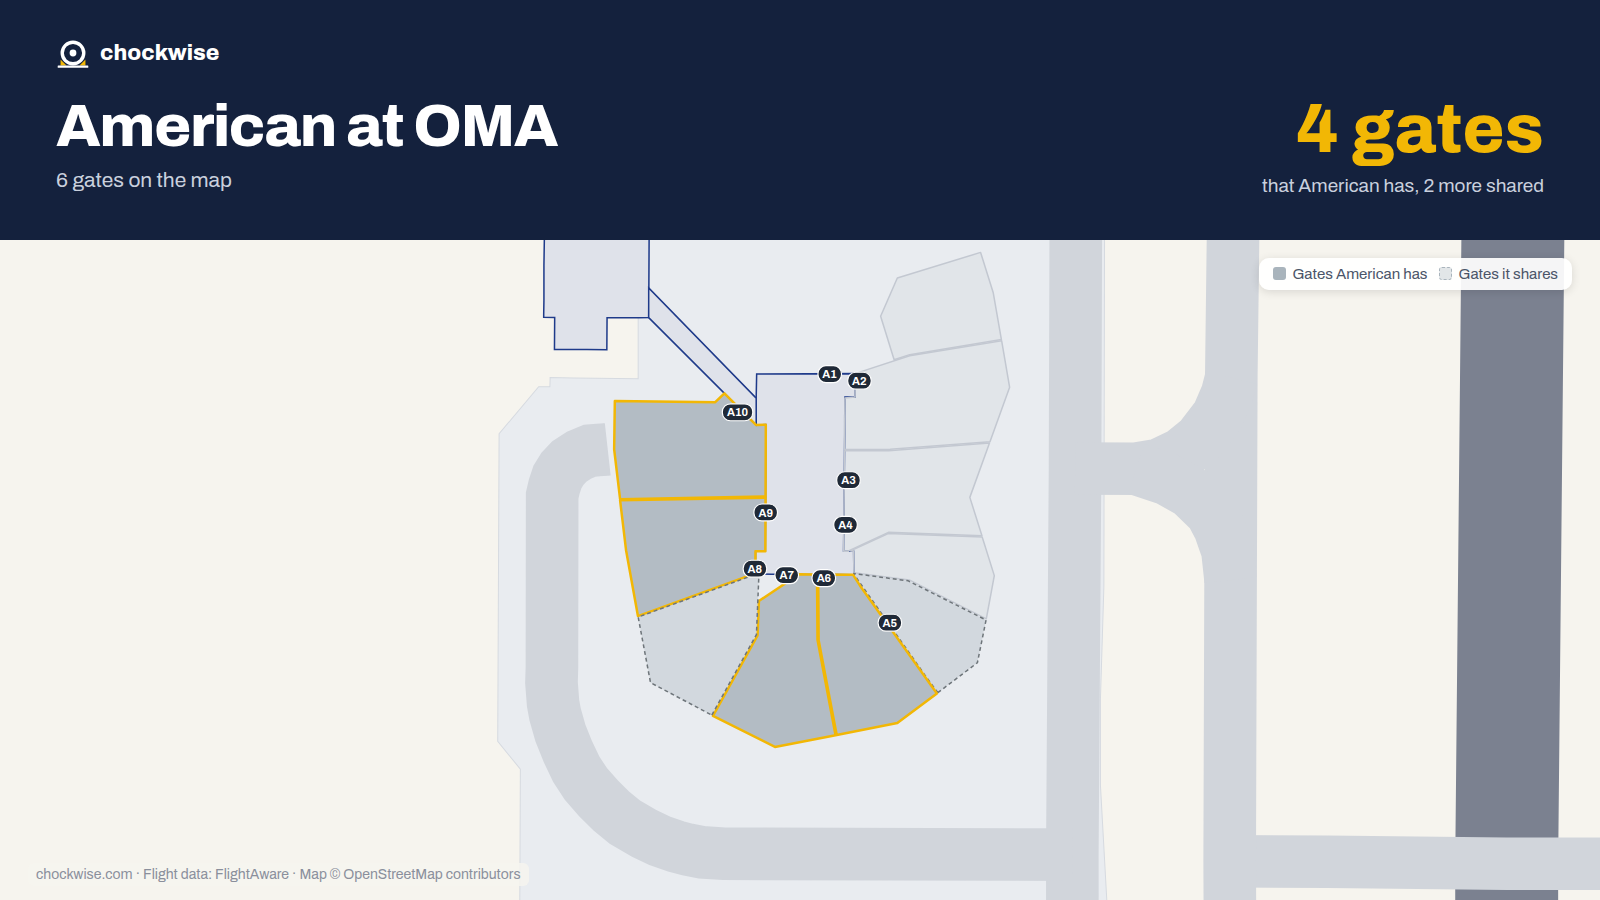 chockwise
American at OMA
6 gates on the map
4 gates
that American has, 2 more shared
Gates American has
Gates it shares
A1
A2
A10
A3
A9
A4
A8
A7
A6
A5
chockwise.com · Flight data: FlightAware · Map © OpenStreetMap contributors